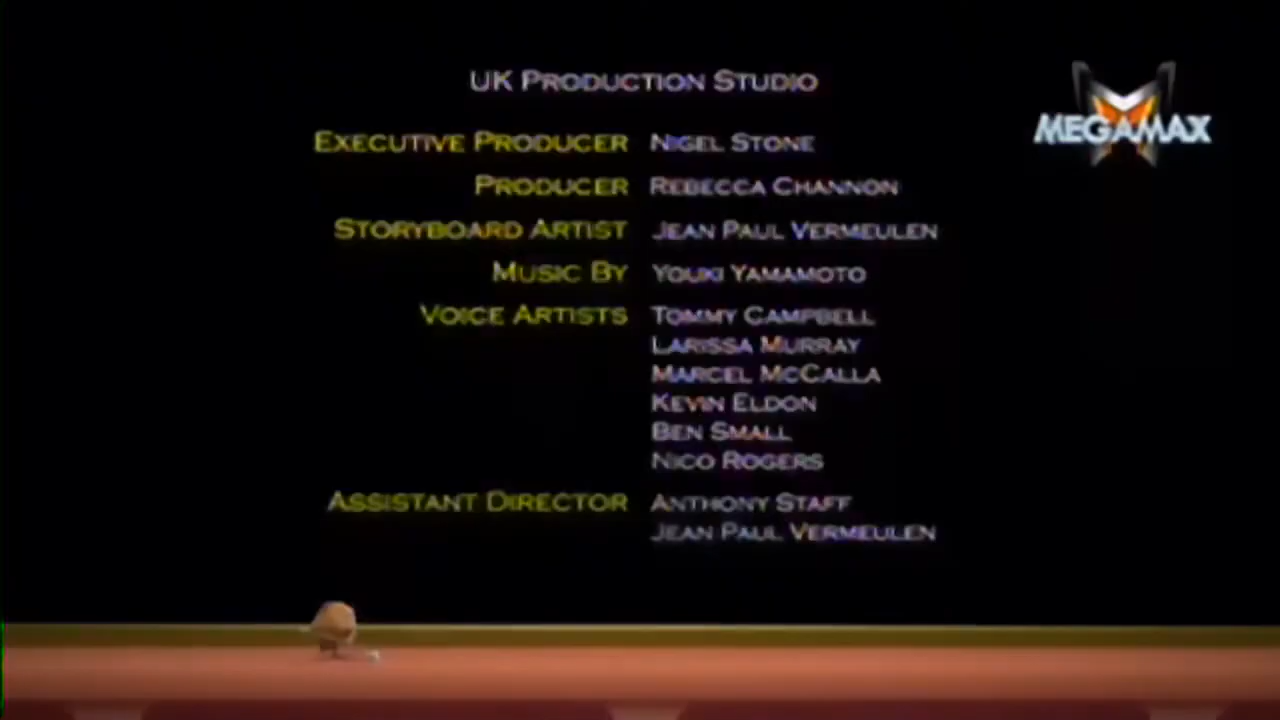 UK PRODUCTION STUDIO
MEGAMAX
EXECUTIVE PRODUCER NIGEL STONE
PRODUCER REBECCA CHANNON
STORYBOARD ARTIST JEAN PAUL VERMEULEN
MUSIC BY YOUKI YAMAMOTO
VOICE ARTISTS TOMMY CAMPBELL
LARISSA MURRAY
MARCEL MCCALLA
KEVIN ELDON
BEN SMALL
NICO ROGERS
ASSISTANT DIRECTOR ANTHONY STAFF
JEAN PAUL VERMEULEN